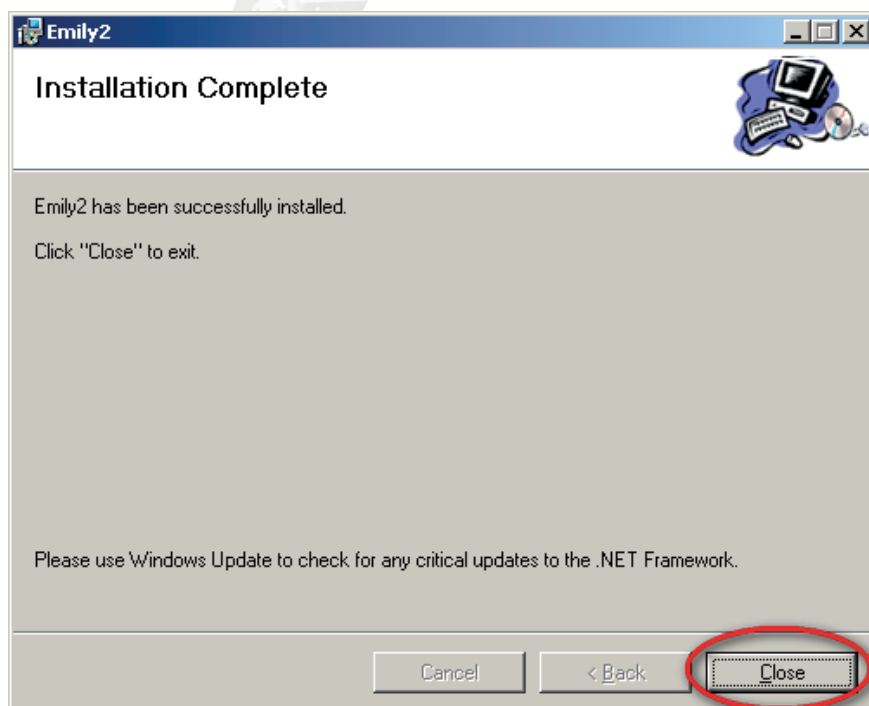 Emily2
Installation Complete
Emily2 has been successfully installed.
Click "Close" to exit.
Please use Windows Update to check for any critical updates to the .NET Framework.
Cancel
< Back
Close